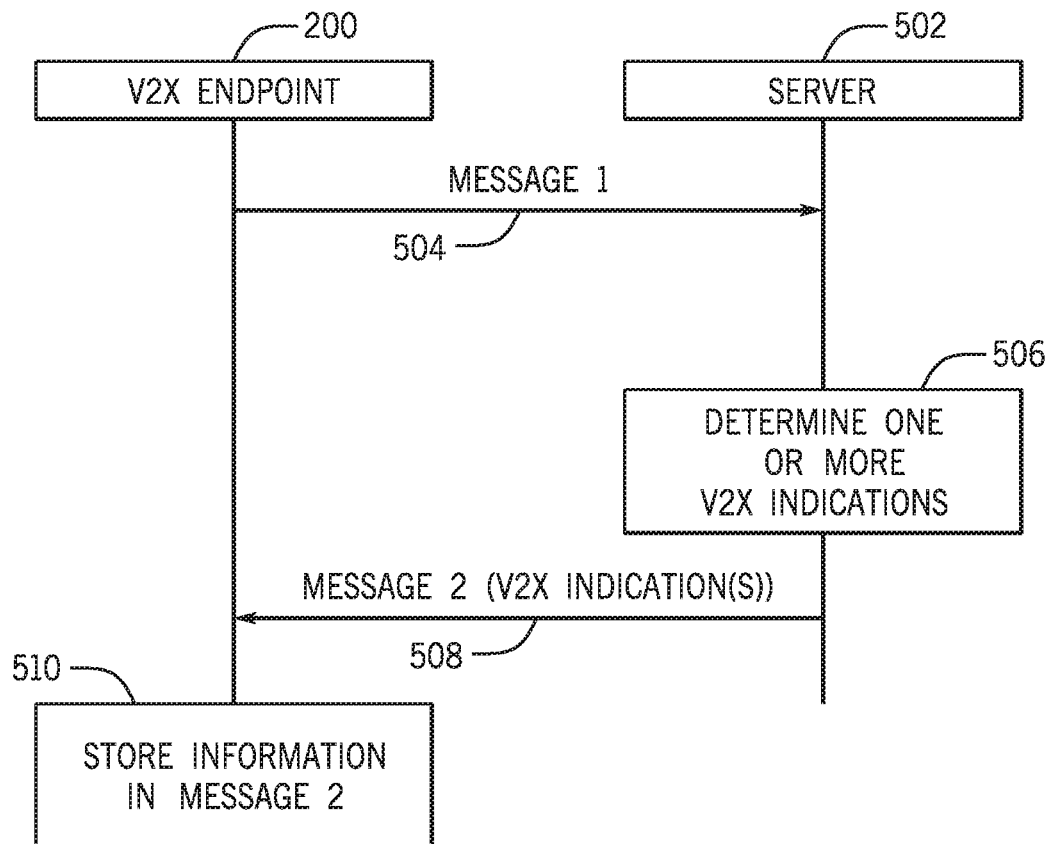 200
502
V2X ENDPOINT
SERVER
MESSAGE 1
504
506
DETERMINE ONE
OR MORE
V2X INDICATIONS
MESSAGE 2 (V2X INDICATION(S))
508
510
STORE INFORMATION
IN MESSAGE 2